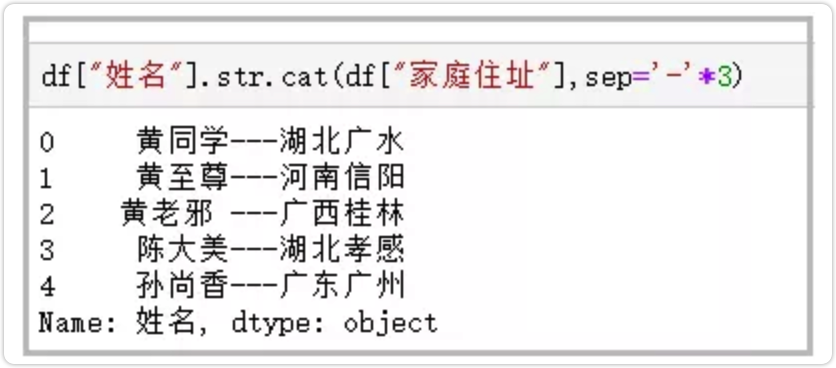 df["姓名"].str.cat(df["家庭住址"],sep='-'*3)
0     黄同学---湖北广水
1     黄至尊---河南信阳
2    黄老邪 ---广西桂林
3     陈大美---湖北孝感
4     孙尚香---广东广州
Name: 姓名, dtype: object